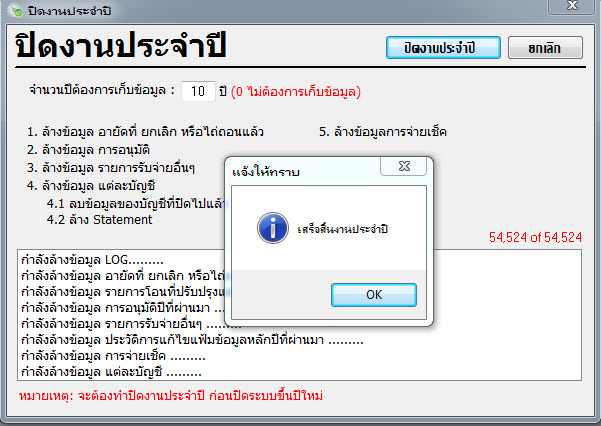 ปิดงานประจำปี
ปิดงานประจำปี
ปิดงานประจำปี
ยกเลิก
จำนวนปีต้องการเก็บข้อมูล : 10 ปี (0 ไม่ต้องการเก็บข้อมูล)
1. ล้างข้อมูล อายัดที่ ยกเลิก หรือไถ่ถอนแล้ว
5. ล้างข้อมูลการจ่ายเช็ค
2. ล้างข้อมูล การอนุมัติ
3. ล้างข้อมูล รายการรับจ่ายอื่นๆ
4. ล้างข้อมูล แต่ละบัญชี
4.1 ลบข้อมูลของบัญชีที่ปิดไปแล้ว
4.2 ล้าง Statement
แจ้งให้ทราบ
เสร็จสิ้นงานประจำปี
OK
54,524 of 54,524
กำลังล้างข้อมูล LOG.........
กำลังล้างข้อมูล อายัดที่ ยกเลิก หรือไถ่
กำลังล้างข้อมูล รายการโอนที่ปรับปรุง
กำลังล้างข้อมูล การอนุมัติปีที่ผ่านมา ...
กำลังล้างข้อมูล รายการรับจ่ายอื่นๆ .........
กำลังล้างข้อมูล ประวัติการแก้ไขแฟ้มข้อมูลหลักปีที่ผ่านมา .........
กำลังล้างข้อมูล การจ่ายเช็ค .........
กำลังล้างข้อมูล แต่ละบัญชี .........
หมายเหตุ: จะต้องทำปิดงานประจำปี ก่อนปิดระบบขึ้นปีใหม่